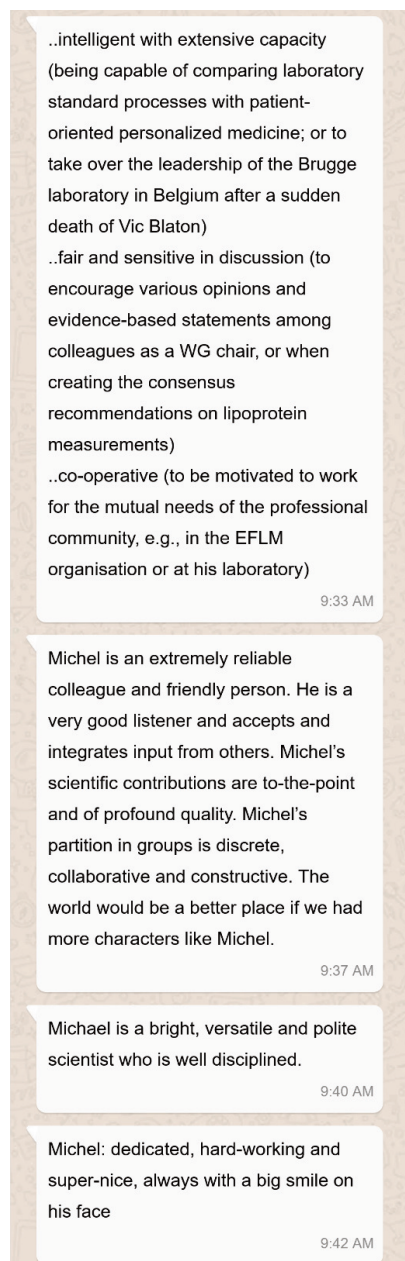 ..intelligent with extensive capacity
(being capable of comparing laboratory
standard processes with patient-
oriented personalized medicine; or to
take over the leadership of the Brugge
laboratory in Belgium after a sudden
death of Vic Blaton)
..fair and sensitive in discussion (to
encourage various opinions and
evidence-based statements among
colleagues as a WG chair, or when
creating the consensus
recommendations on lipoprotein
measurements)
..co-operative (to be motivated to work
for the mutual needs of the professional
community, e.g., in the EFLM
organisation or at his laboratory)
9:33 AM
Michel is an extremely reliable
colleague and friendly person. He is a
very good listener and accepts and
integrates input from others. Michel’s
scientific contributions are to-the-point
and of profound quality. Michel’s
partition in groups is discrete,
collaborative and constructive. The
world would be a better place if we had
more characters like Michel.
9:37 AM
Michael is a bright, versatile and polite
scientist who is well disciplined.
9:40 AM
Michel: dedicated, hard-working and
super-nice, always with a big smile on
his face
9:42 AM